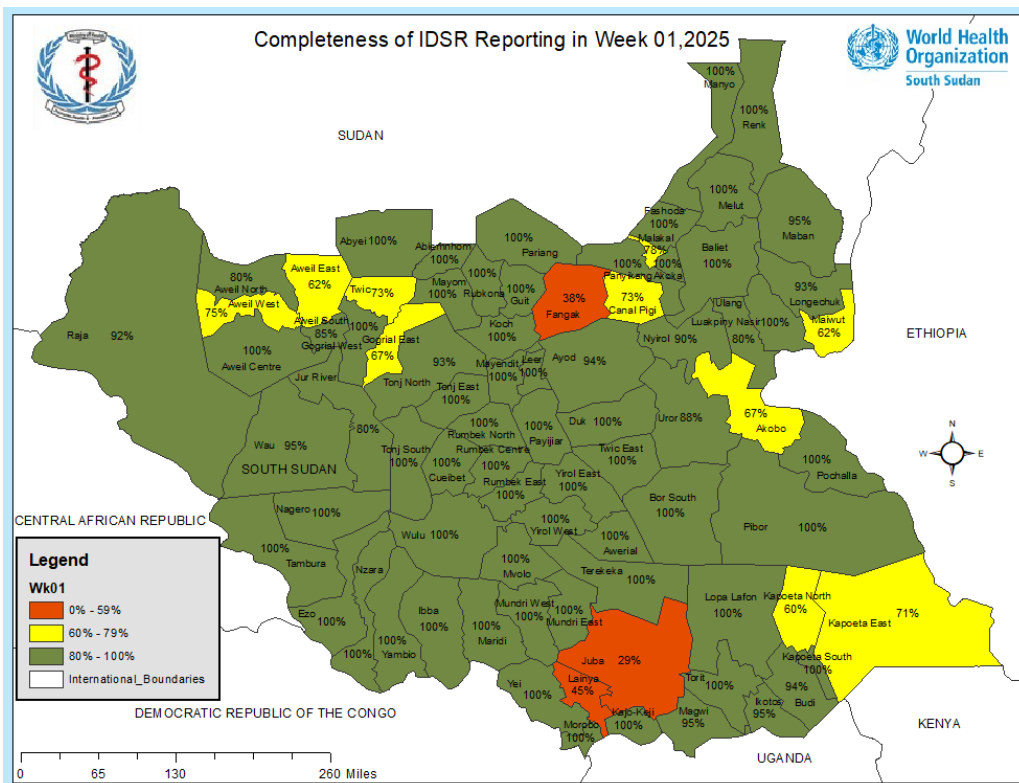 Completeness of IDSR Reporting in Week 01,2025
World Health
Organization
South Sudan
SUDAN
100%
Manyo
100%
Renk
100%
Melut
Fashoda
100%
Malakal
78%
95%
Maban
Baliet
100%
Abyei 100%
Abiemnhom
100%
100%
Pariang
100%
Panyikang
100%
Akoka
80%
Aweil North
Aweil East
62%
Twic 73%
Mayom
100%
100%
Rubkona
100%
Guit
38%
Fangak
73%
Canal Pigi
93%
Longechuk
Ulang
75%
Aweil West
Aweil South
85%
100%
Gogrial West
Gogrial East
67%
Koch
100%
Luakpiny Nasir
100%
80%
Maiwut
62%
ETHIOPIA
Raja 92%
100%
Aweil Centre
Jur River
80%
93%
Tonj North
Mayendit
100%
Leer
100%
Ayod 94%
Nyirol 90%
Tonj East
100%
67%
Akobo
Uror 88%
Duk 100%
100%
Payijiar
100%
Rumbek North
Rumbek Centre
100%
Wau 95%
Tonj South
100%
100%
Cueibet
Rumbek East
100%
Yirol East
100%
Twic East
100%
100%
Pochalla
N
W
E
S
SOUTH SUDAN
Nagero 100%
Bor South
100%
Pibor 100%
CENTRAL AFRICAN REPUBLIC
Wulu 100%
100%
Yirol West
100%
Awerial
100%
Tambura
Nzara
100%
Mvolo
Terekeka
100%
Legend
Wk01
0% - 59%
60% - 79%
80% - 100%
International_Boundaries
Ezo
100%
100%
Ibba
100%
100%
Yambio
100%
Maridi
Mundri West
100%
100%
Mundri East
Lopa Lafon
100%
Kapoeta North
60%
71%
Kapoeta East
Juba 29%
Lainya
45%
Kapoeta South
100%
Yei
100%
Torit
100%
94%
Budi
Ikotos
95%
Morobo
100%
Kajo-Keji
100%
Magwi
95%
DEMOCRATIC REPUBLIC OF THE CONGO
UGANDA
KENYA
0 65 130 260 Miles